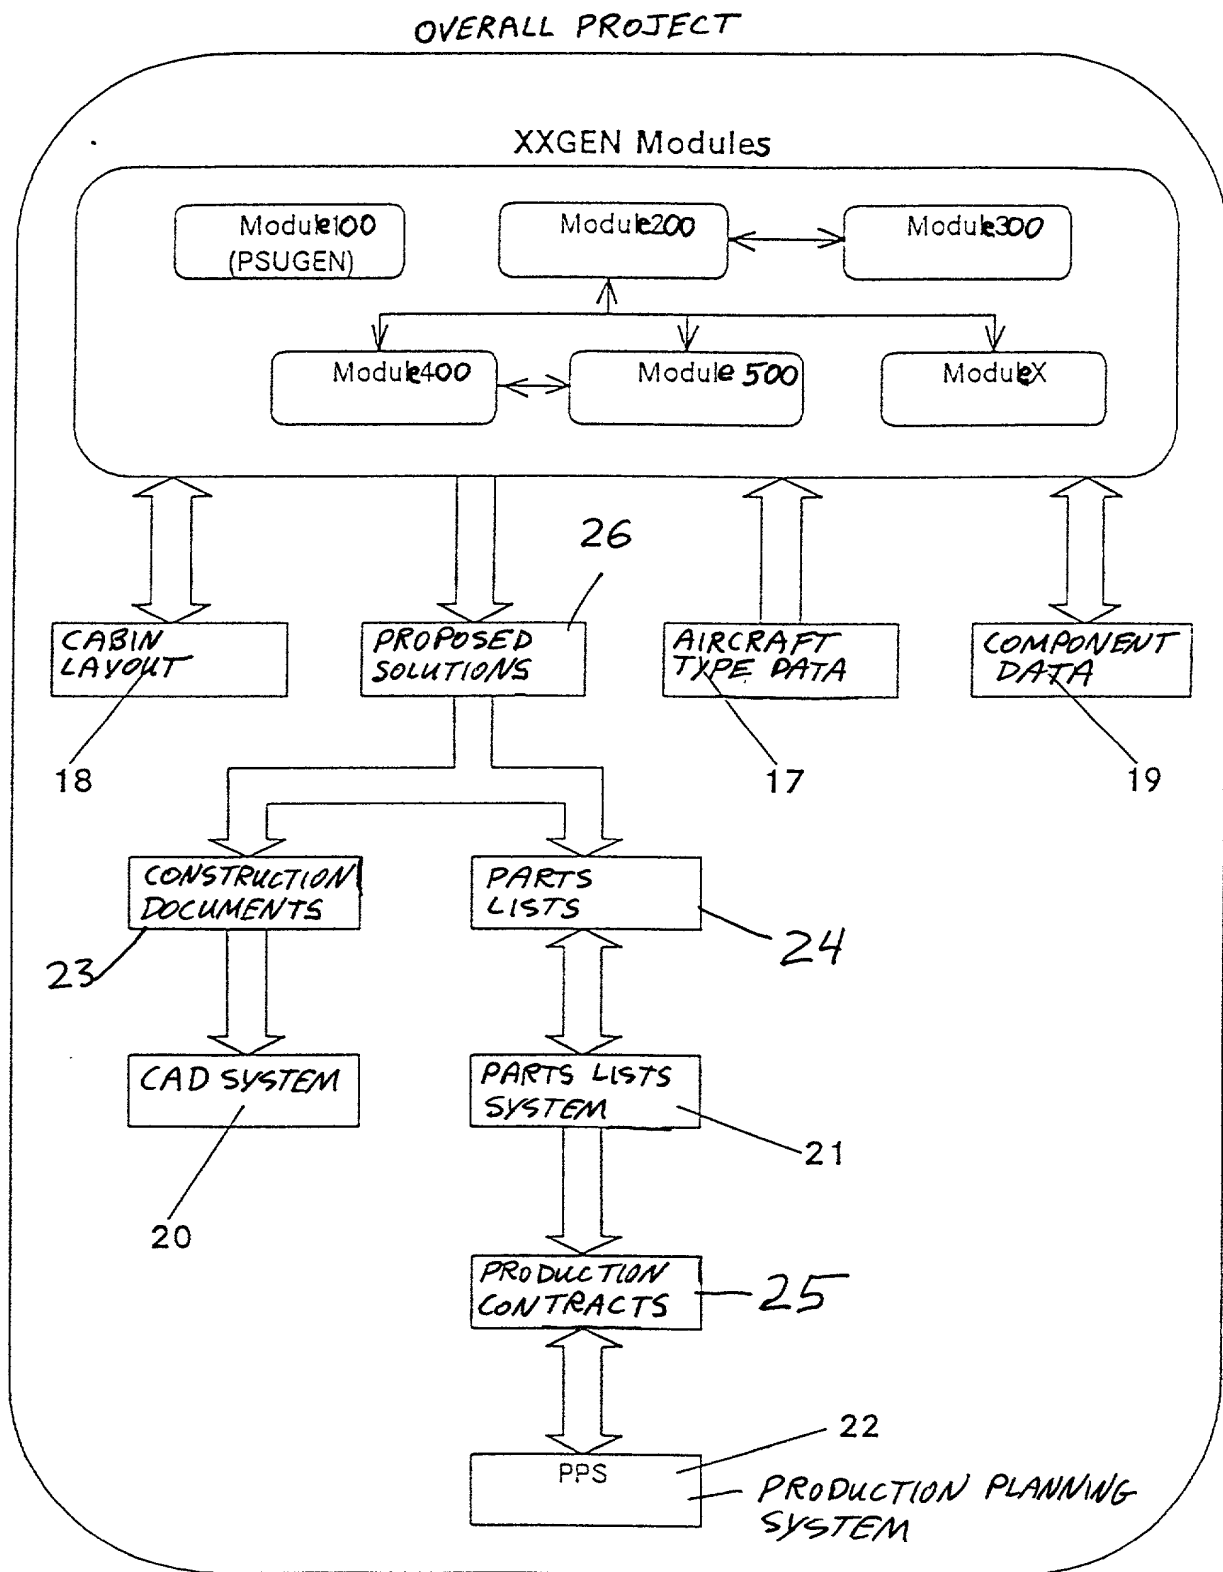 OVERALL PROJECT
XXGEN Modules
Module100
(PSUGEN)
Module200
Module300
Module400
Module 500
ModuleX
26
CABIN
LAYOUT
PROPOSED
SOLUTIONS
AIRCRAFT
TYPE DATA
COMPONENT
DATA
18
17
19
CONSTRUCTION
DOCUMENTS
PARTS
LISTS
23
24
CAD SYSTEM
PARTS LISTS
SYSTEM
21
20
PRODUCTION
CONTRACTS
25
22
PPS
PRODUCTION PLANNING
SYSTEM